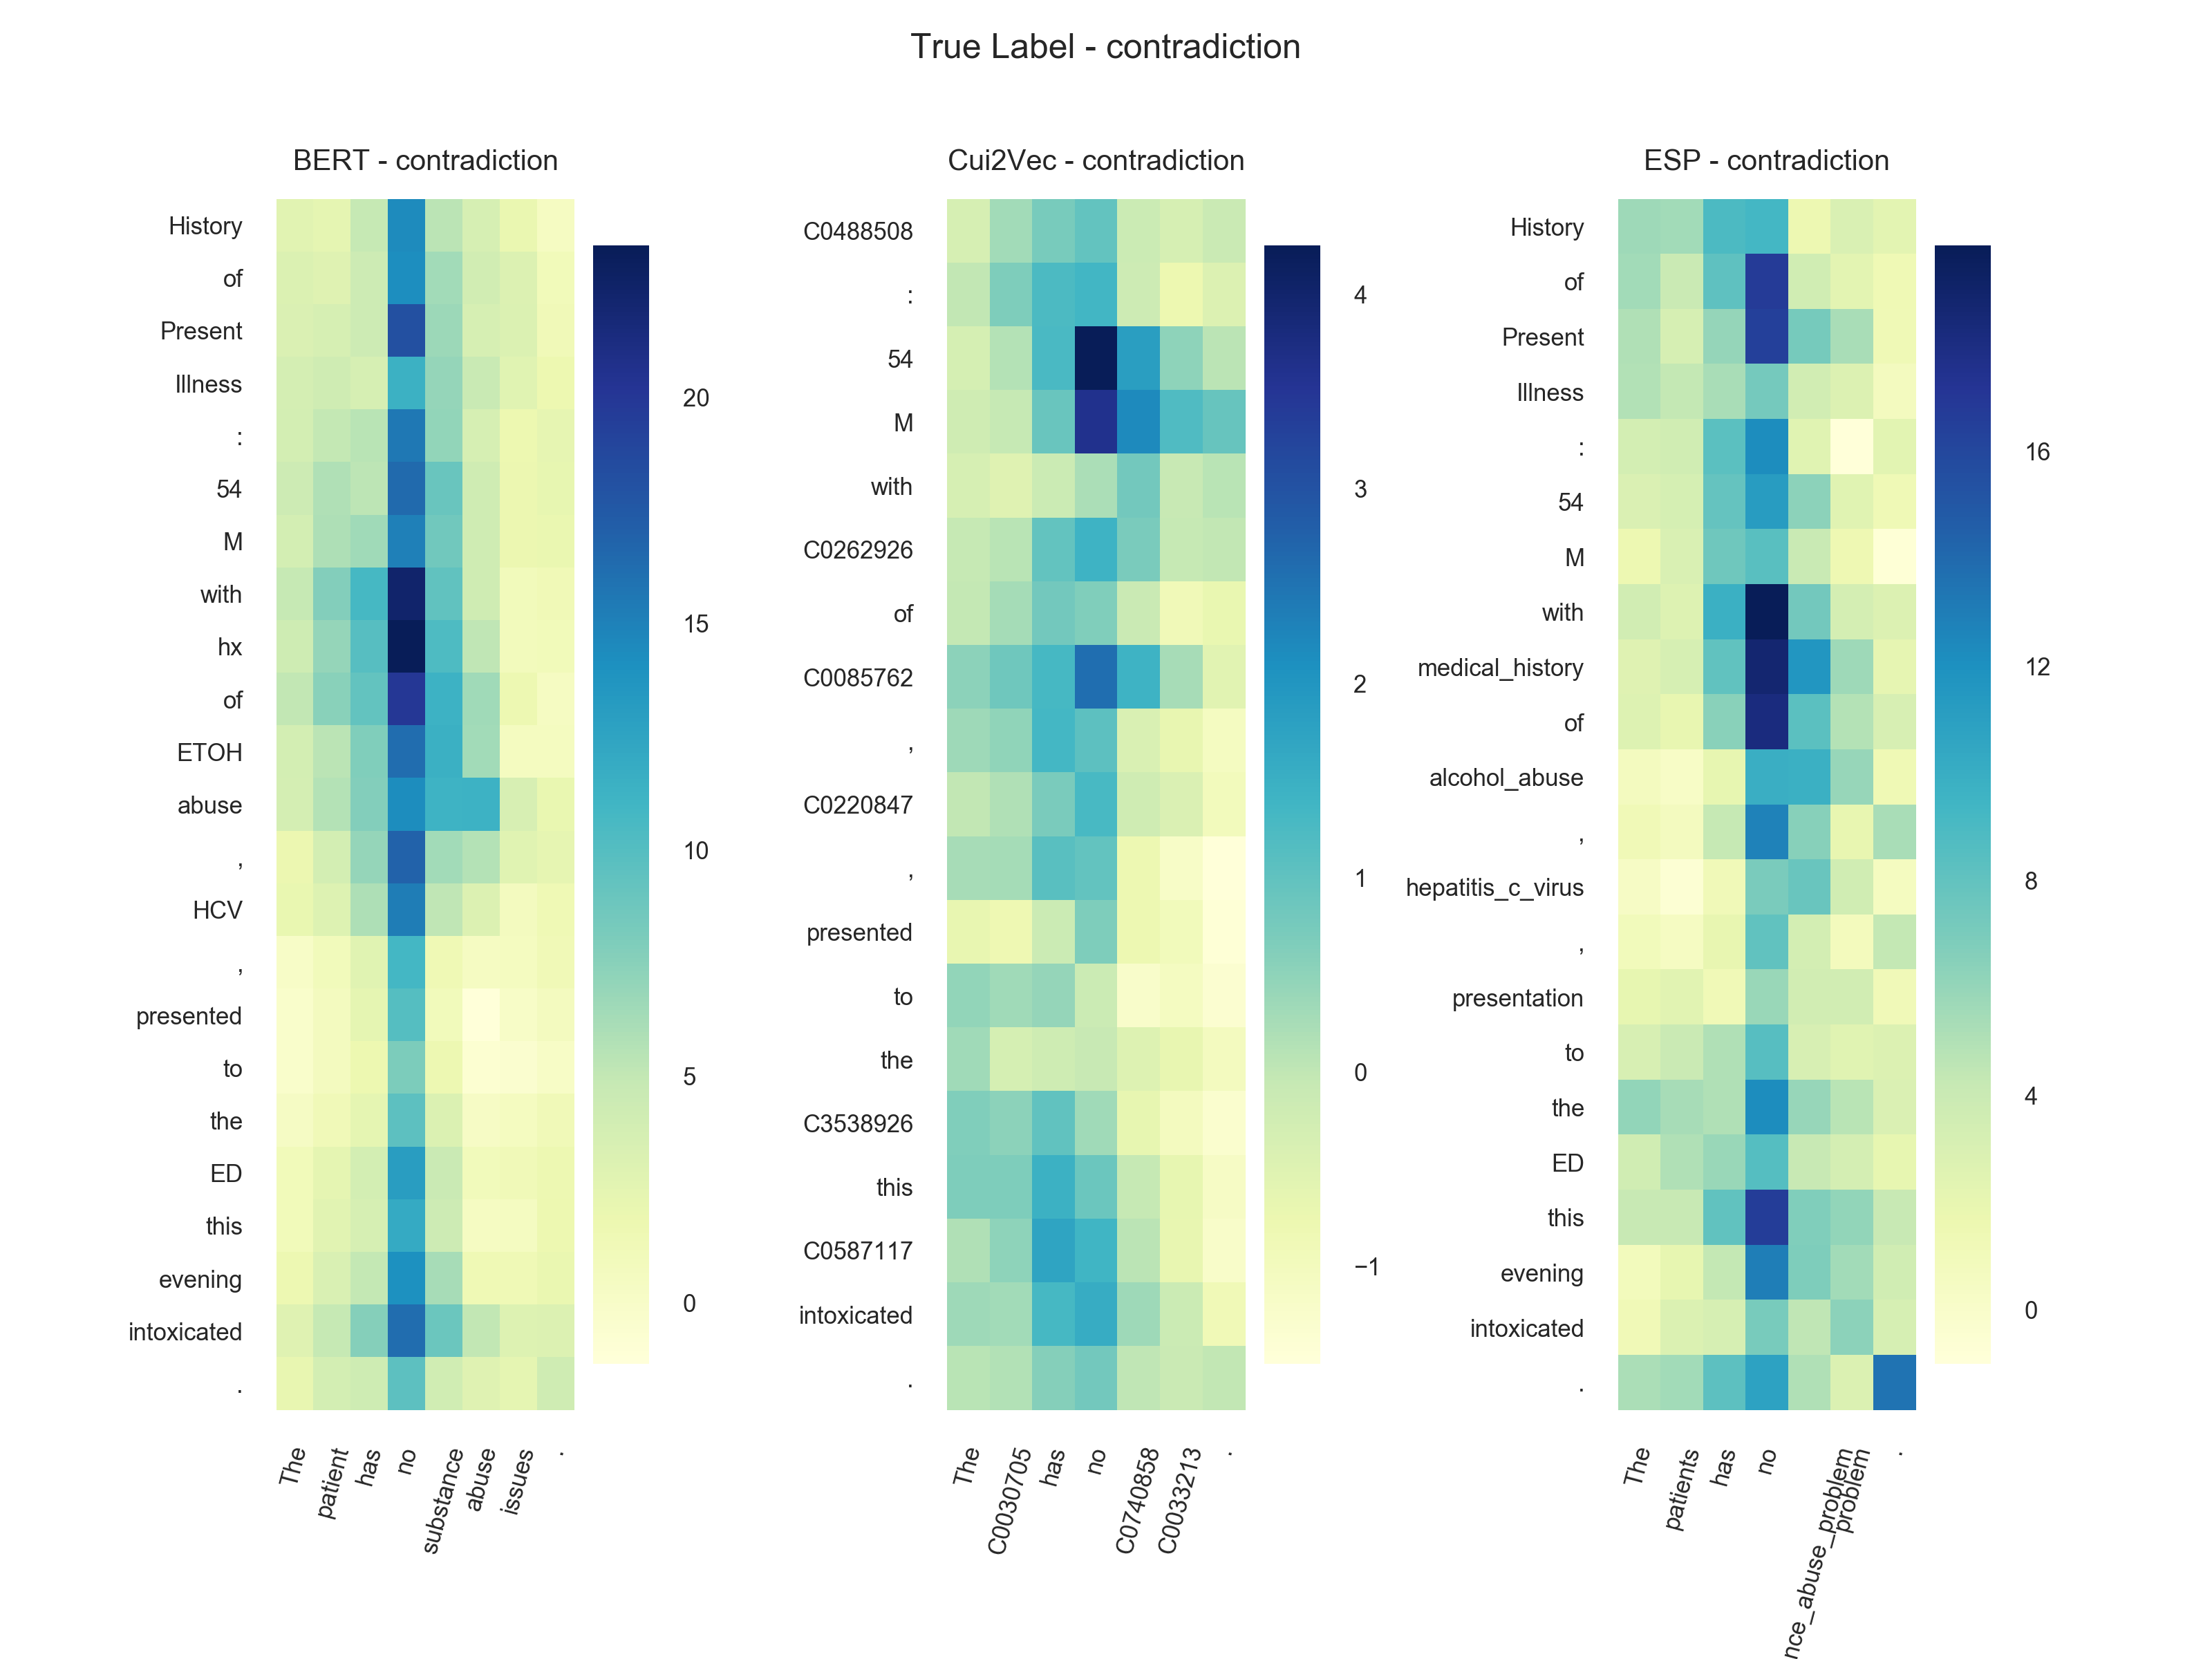 True Label - contradiction
BERT - contradiction
History
of
Present
Illness
:
54
M
with
hx
of
ETOH
abuse
,
HCV
,
presented
to
the
ED
this
evening
intoxicated
.
The
patient
has
no
substance
abuse
issues
.
20
15
10
5
0
Cui2Vec - contradiction
C0488508
:
54
M
with
C0262926
of
C0085762
,
C0220847
,
presented
to
the
C3538926
this
C0587117
intoxicated
.
The
C0030705
has
no
C0740858
C0033213
.
4
3
2
1
0
−1
ESP - contradiction
History
of
Present
Illness
:
54
M
with
medical_history
of
alcohol_abuse
,
hepatitis_c_virus
,
presentation
to
the
ED
this
evening
intoxicated
.
The
patients
has
no
nce_abuse_problem
problem
.
16
12
8
4
0